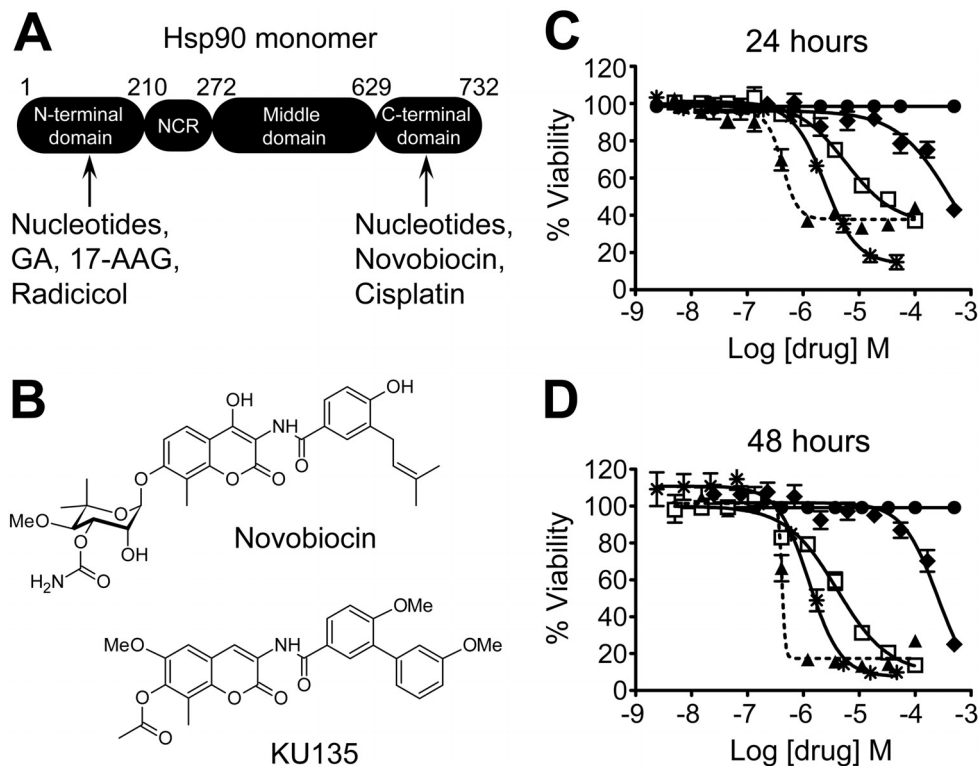 A
Hsp90 monomer
1 210 272 629 732
N-terminal
domain
NCR
Middle
domain
C-terminal
domain
Nucleotides,
GA, 17-AAG,
Radicicol
Nucleotides,
Novobiocin,
Cisplatin
B
OH
OH
NH
O
O
O
O
O
MeO
O
OH
H₂N
O
Novobiocin
OMe
MeO
NH
OMe
O
O
O
O
O
KU135
C
24 hours
120
100
80
60
40
20
0
% Viability
-9 -8 -7 -6 -5 -4 -3
Log [drug] M
D
48 hours
120
100
80
60
40
20
0
% Viability
-9 -8 -7 -6 -5 -4 -3
Log [drug] M